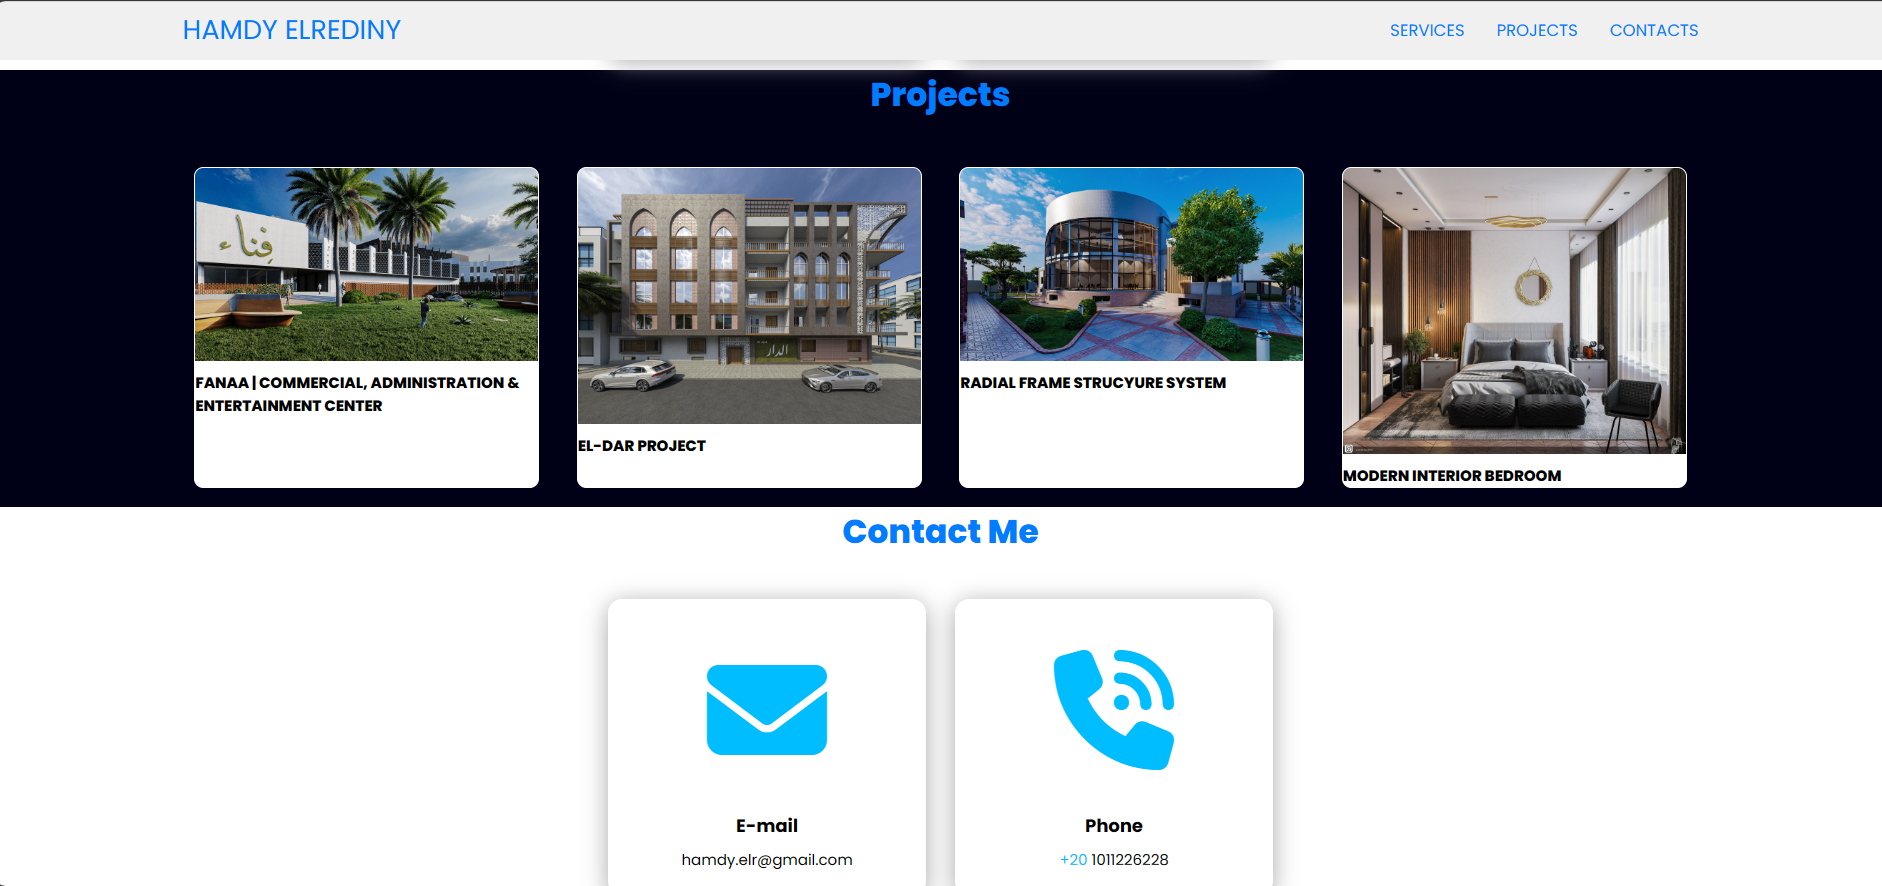 HAMDY ELREDINY
SERVICES
PROJECTS
CONTACTS
Projects
فناء
الدار
FANAA | COMMERCIAL, ADMINISTRATION &
ENTERTAINMENT CENTER
EL-DAR PROJECT
RADIAL FRAME STRUCYURE SYSTEM
MODERN INTERIOR BEDROOM
Contact Me
E-mail
hamdy.elr@gmail.com
Phone
+20 1011226228